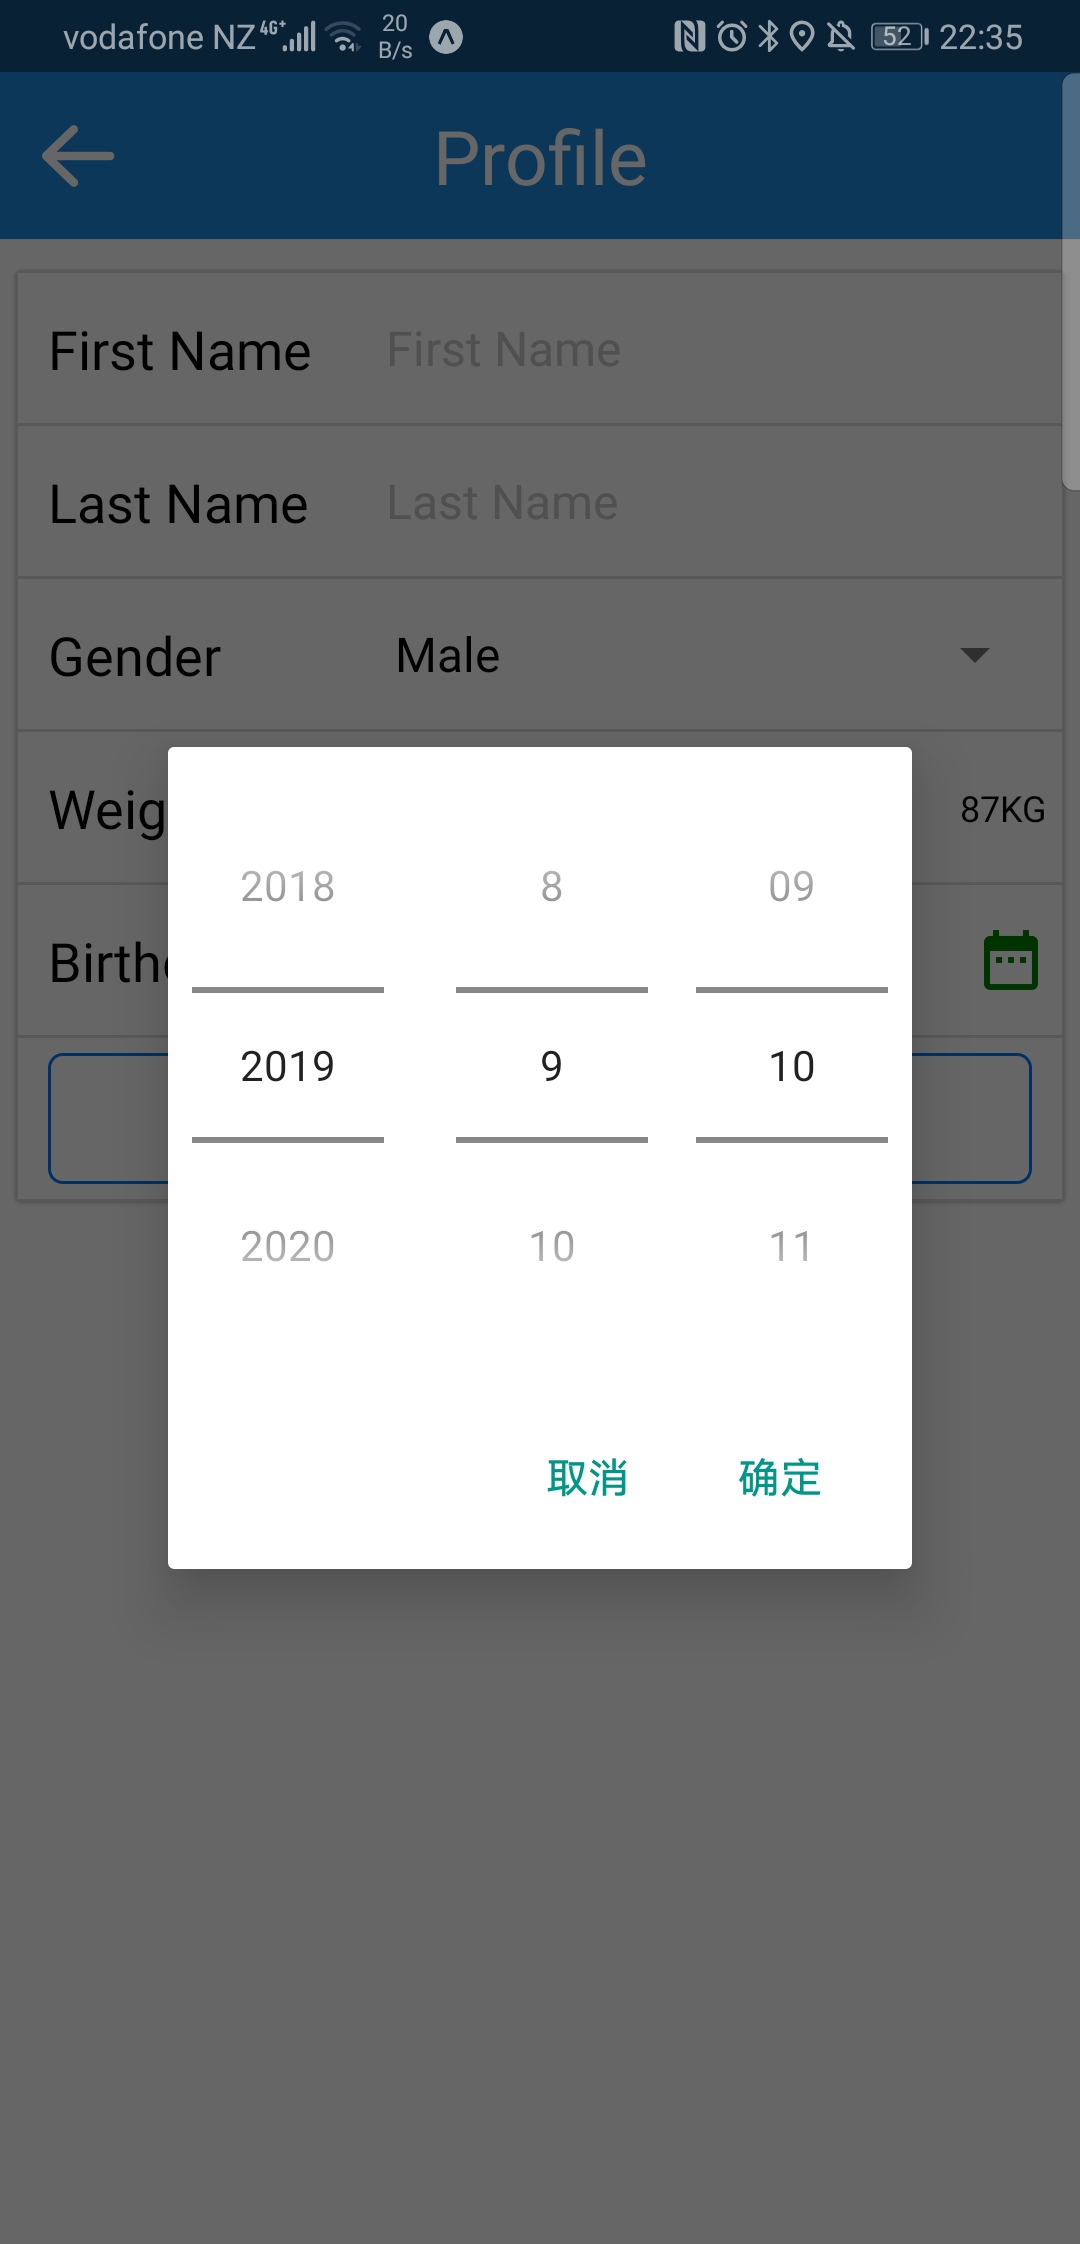 vodafone NZ 4G+ 20 B/s 52 22:35
Profile
First Name First Name
Last Name Last Name
Gender Male
Weig 87KG
2018 8 09
Birth
2019 9 10
2020 10 11
取消 确定